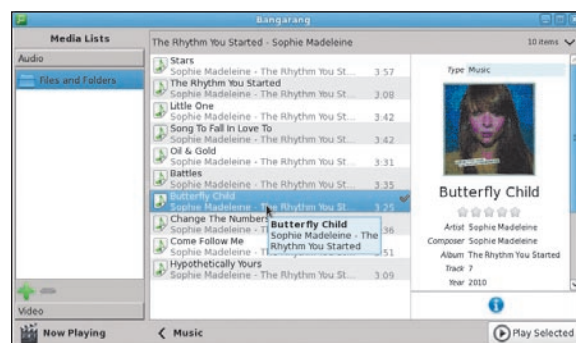 Bangarang
Media Lists
The Rhythm You Started - Sophie Madeleine
10 items
Audio
Files and Folders
Stars
Sophie Madeleine - The Rhythm You St... 3:57
The Rhythm You Started
Sophie Madeleine - The Rhythm You St... 3:08
Little One
Sophie Madeleine - The Rhythm You St... 3:42
Song To Fall In Love To
Sophie Madeleine - The Rhythm You St... 3:42
Oil & Gold
Sophie Madeleine - The Rhythm You St... 3:31
Battles
Sophie Madeleine - The Rhythm You St... 3:35
Butterfly Child
Sophie Madeleine - The Rhythm You St... 3:25
Change The Numbers
Sophie Madeleine - T :36
Come Follow Me
Sophie Madeleine - T :51
Hypothetically Yours
Sophie Madeleine - The Rhythm You St... 3:09
Butterfly Child
Sophie Madeleine - The
Rhythm You Started
Type Music
Butterfly Child
Artist Sophie Madeleine
Composer Sophie Madeleine
Album The Rhythm You Started
Track 7
Year 2010
Video
Now Playing
Music
Play Selected